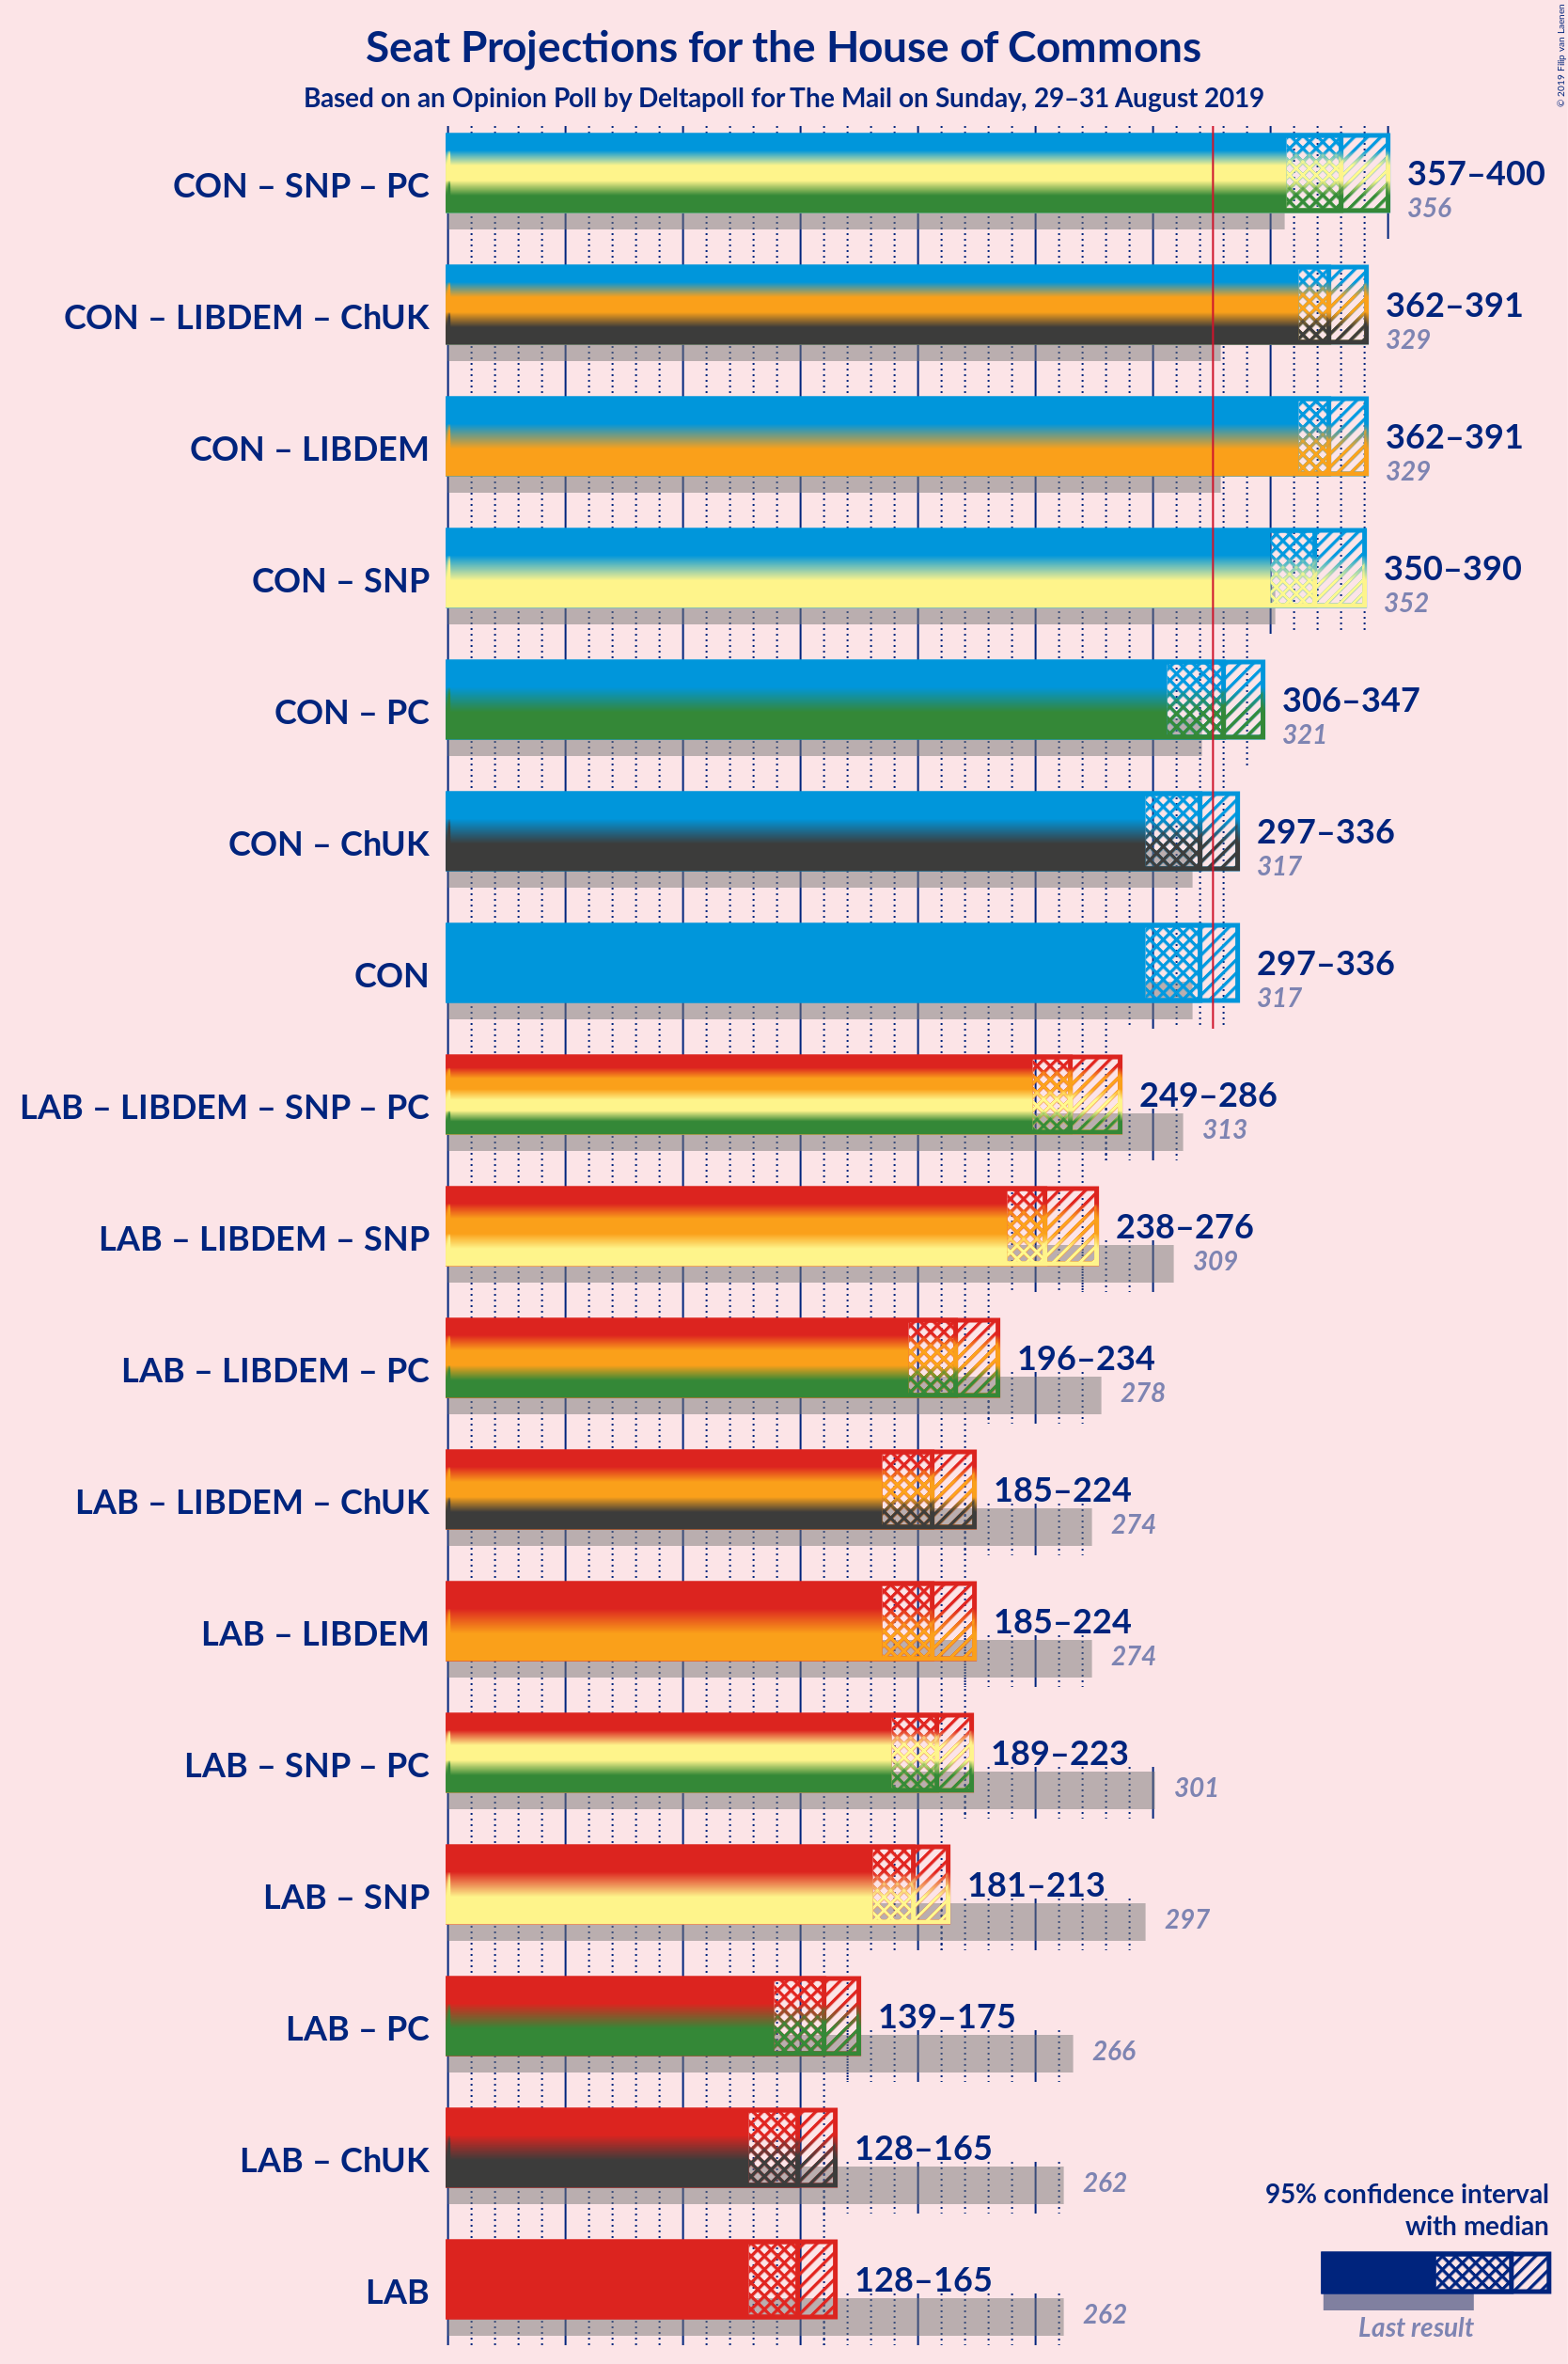 Seat Projections for the House of Commons
Based on an Opinion Poll by Deltapoll for The Mail on Sunday, 29–31 August 2019
© 2019 Filip van Laenen
CON – SNP – PC
357–400
356
CON – LIBDEM – ChUK
362–391
329
CON – LIBDEM
362–391
329
CON – SNP
350–390
352
CON – PC
306–347
321
CON – ChUK
297–336
317
CON
297–336
317
LAB – LIBDEM – SNP – PC
249–286
313
LAB – LIBDEM – SNP
238–276
309
LAB – LIBDEM – PC
196–234
278
LAB – LIBDEM – ChUK
185–224
274
LAB – LIBDEM
185–224
274
LAB – SNP – PC
189–223
301
LAB – SNP
181–213
297
LAB – PC
139–175
266
LAB – ChUK
128–165
262
LAB
128–165
262
95% confidence interval
with median
Last result